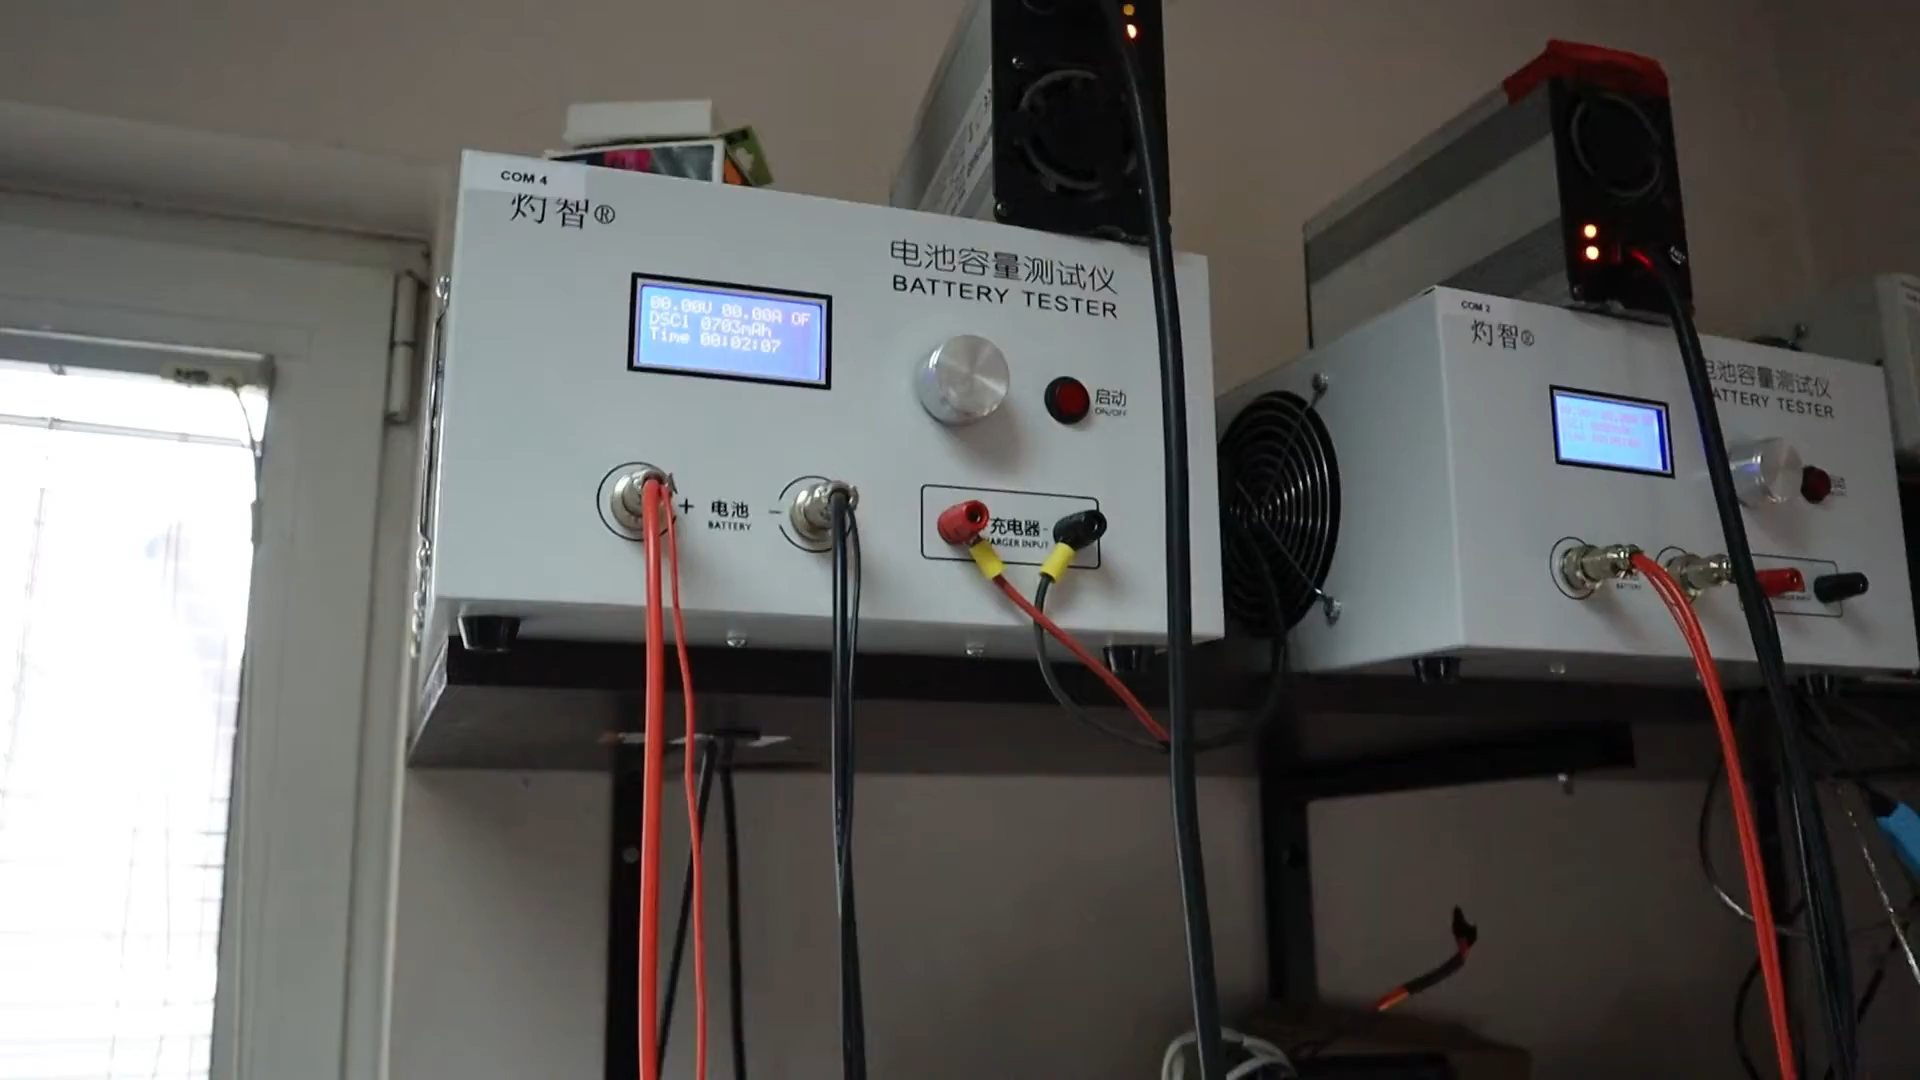 COM 4
灼智®
电池容量测试仪
BATTERY TESTER
00.00V 00.00A OF
DSC1 0703mAh
Time 00:02:07
启动
ON/OFF
+ 电池 -
BATTERY
充电器-
CHARGER INPUT
COM 2
灼智®
电池容量测试仪
BATTERY TESTER